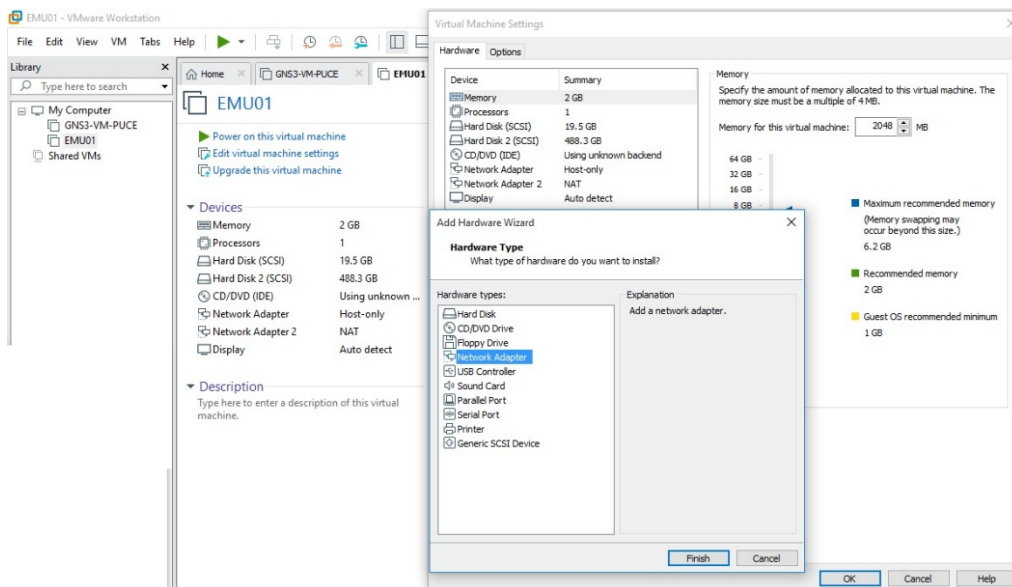 EMU01 - VMware Workstation
File Edit View VM Tabs Help
Library
Type here to search
My Computer
GNS3-VM-PUCE
EMU01
Shared VMs
Home
GNS3-VM-PUCE
EMU01
EMU01
Power on this virtual machine
Edit virtual machine settings
Upgrade this virtual machine
Devices
Memory 2 GB
Processors 1
Hard Disk (SCSI) 19.5 GB
Hard Disk 2 (SCSI) 488.3 GB
CD/DVD (IDE) Using unknown ...
Network Adapter Host-only
Network Adapter 2 NAT
Display Auto detect
Description
Type here to enter a description of this virtual
machine.
Virtual Machine Settings
Hardware Options
Device Summary
Memory 2 GB
Processors 1
Hard Disk (SCSI) 19.5 GB
Hard Disk 2 (SCSI) 488.3 GB
CD/DVD (IDE) Using unknown backend
Network Adapter Host-only
Network Adapter 2 NAT
Display Auto detect
Memory
Specify the amount of memory allocated to this virtual machine. The
memory size must be a multiple of 4 MB.
Memory for this virtual machine: 2048 MB
64 GB
32 GB
16 GB
8 GB
Maximum recommended memory
(Memory swapping may
occur beyond this size.)
6.2 GB
Recommended memory
2 GB
Guest OS recommended minimum
1 GB
Add Hardware Wizard
Hardware Type
What type of hardware do you want to install?
Hardware types:
Hard Disk
CD/DVD Drive
Floppy Drive
Network Adapter
USB Controller
Sound Card
Parallel Port
Serial Port
Printer
Generic SCSI Device
Explanation
Add a network adapter.
Finish Cancel
OK Cancel Help